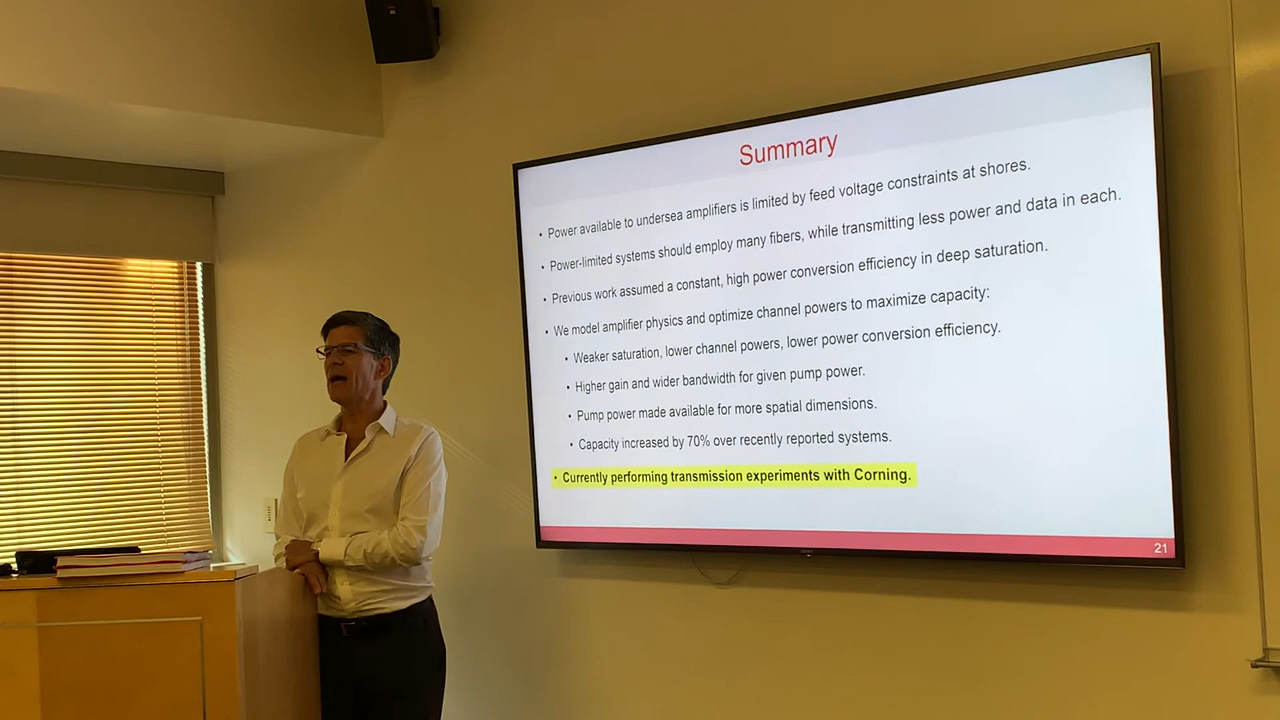 Summary
• Power available to undersea amplifiers is limited by feed voltage constraints at shores.
• Power-limited systems should employ many fibers, while transmitting less power and data in each.
• Previous work assumed a constant, high power conversion efficiency in deep saturation.
• We model amplifier physics and optimize channel powers to maximize capacity:
• Weaker saturation, lower channel powers, lower power conversion efficiency.
• Higher gain and wider bandwidth for given pump power.
• Pump power made available for more spatial dimensions.
• Capacity increased by 70% over recently reported systems.
• Currently performing transmission experiments with Corning.
21